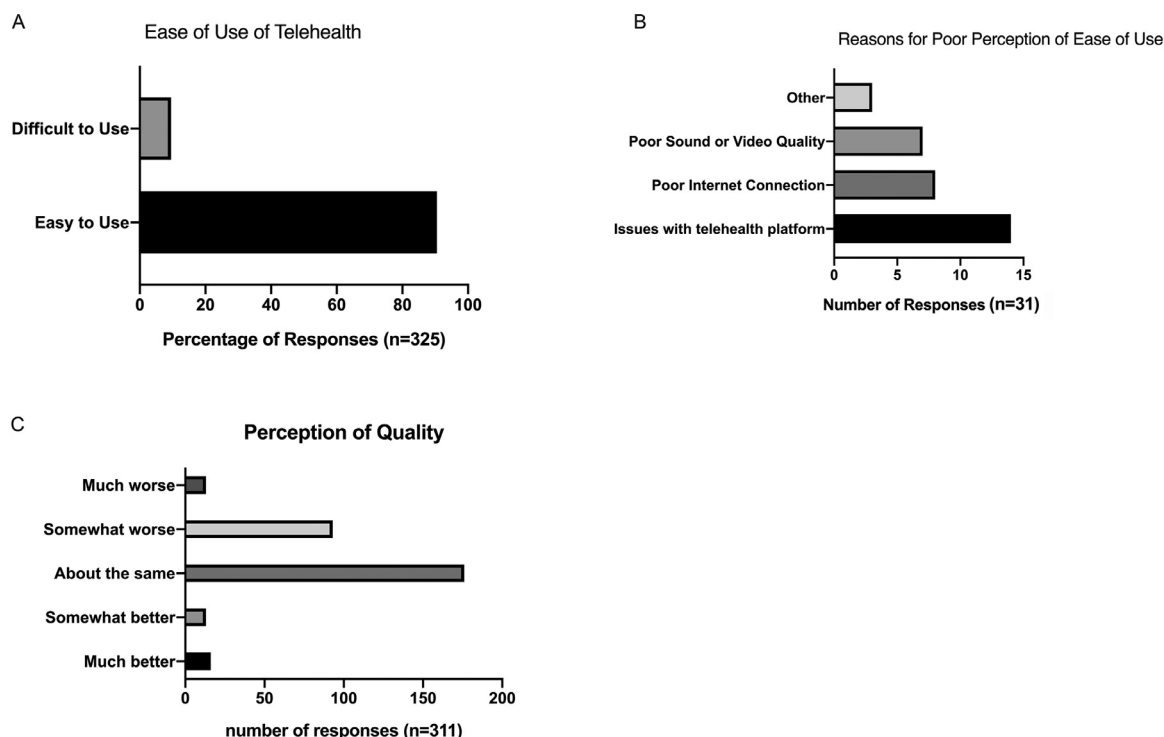 A
Ease of Use of Telehealth
Difficult to Use
Easy to Use
0 20 40 60 80 100
Percentage of Responses (n=325)
B
Reasons for Poor Perception of Ease of Use
Other
Poor Sound or Video Quality
Poor Internet Connection
Issues with telehealth platform
0 5 10 15
Number of Responses (n=31)
C
Perception of Quality
Much worse
Somewhat worse
About the same
Somewhat better
Much better
0 50 100 150 200
number of responses (n=311)